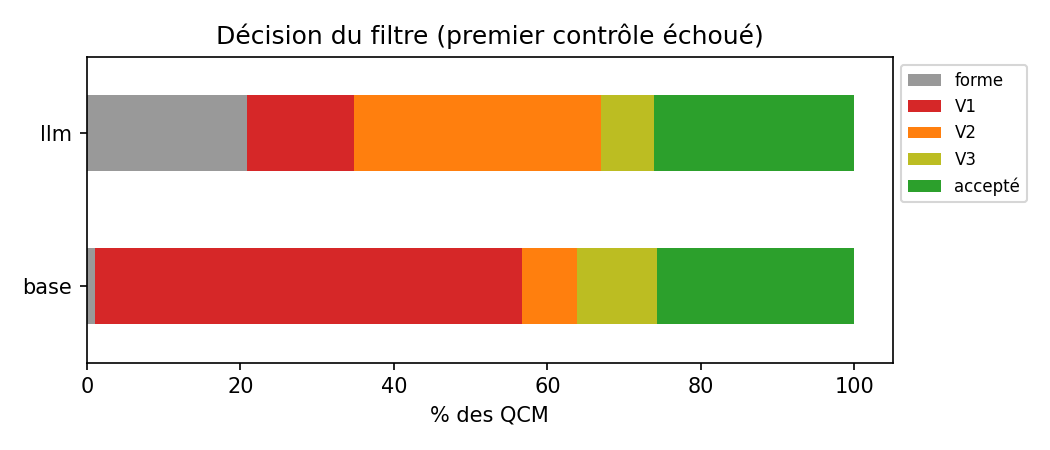 Décision du filtre (premier contrôle échoué)
llm
base
0 20 40 60 80 100
% des QCM
forme
V1
V2
V3
accepté